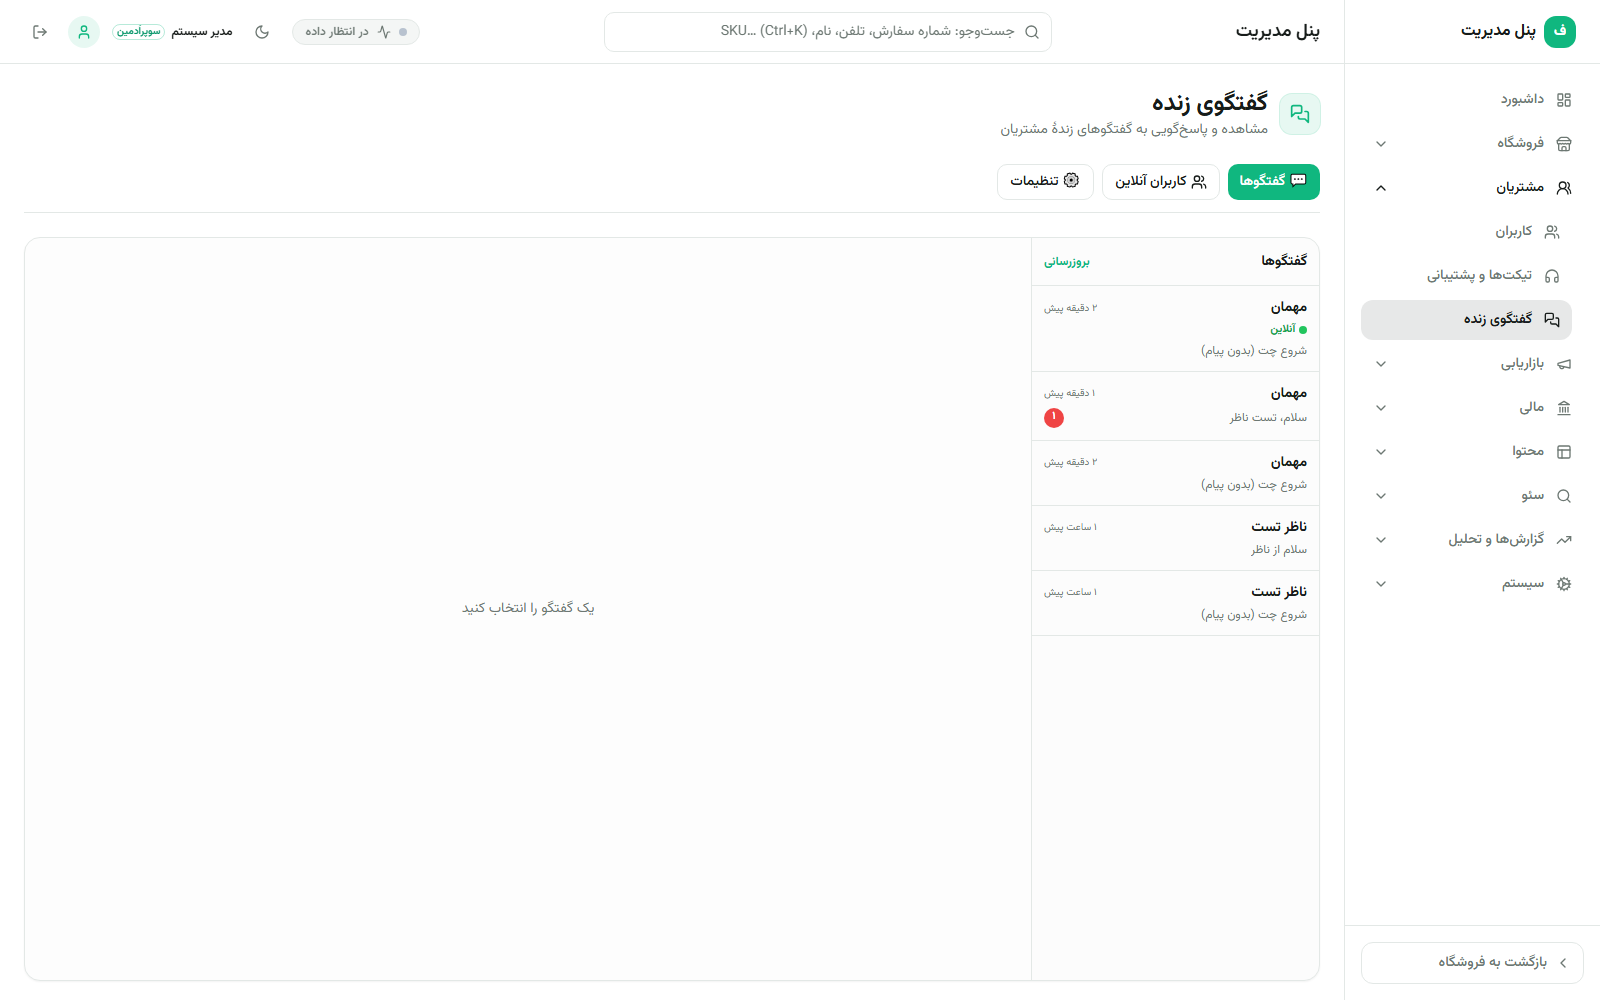 ف
پنل مدیریت
پنل مدیریت
جست‌وجو: شماره سفارش، تلفن، نام، SKU… (Ctrl+K)
در انتظار داده
مدیر سیستم
سوپرادمین
داشبورد
فروشگاه
مشتریان
کاربران
تیکت‌ها و پشتیبانی
گفتگوی زنده
بازاریابی
مالی
محتوا
سئو
گزارش‌ها و تحلیل
سیستم
بازگشت به فروشگاه
گفتگوی زنده
مشاهده و پاسخ‌گویی به گفتگوهای زندهٔ مشتریان
گفتگوها
کاربران آنلاین
تنظیمات
گفتگوها
بروزرسانی
مهمان
۲ دقیقه پیش
آنلاین
شروع چت (بدون پیام)
مهمان
۱ دقیقه پیش
سلام، تست ناظر
۱
مهمان
۲ دقیقه پیش
شروع چت (بدون پیام)
ناظر تست
۱ ساعت پیش
سلام از ناظر
ناظر تست
۱ ساعت پیش
شروع چت (بدون پیام)
یک گفتگو را انتخاب کنید